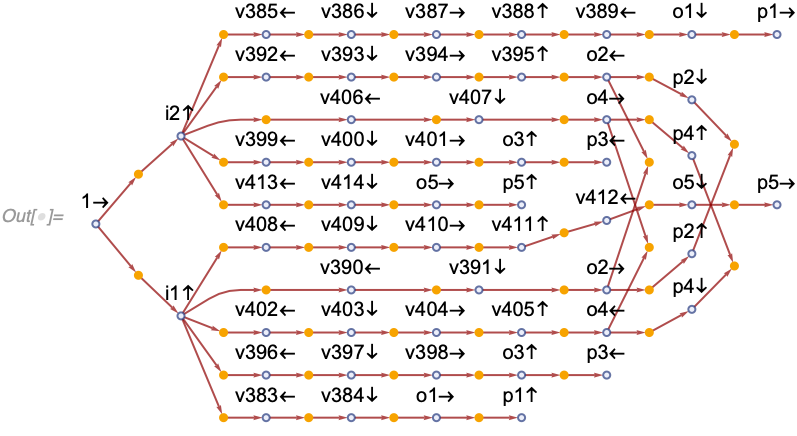 v385← v386↓ v387→ v388↑ v389← o1↓ p1→
v392← v393↓ v394→ v395↑ o2← p2↓
v406← v407↓ o4→
i2↑ p4↑
v399← v400↓ v401→ o3↑ p3←
v413← v414↓ o5→ p5↑ o5↓ p5→
1→ v412←
Out[•]=
v408← v409↓ v410→ v411↑ p2↑
v390← v391↓ o2→
i1↑ p4↓
v402← v403↓ v404→ v405↑ o4←
v396← v397↓ v398→ o3↑ p3←
v383← v384↓ o1→ p1↑